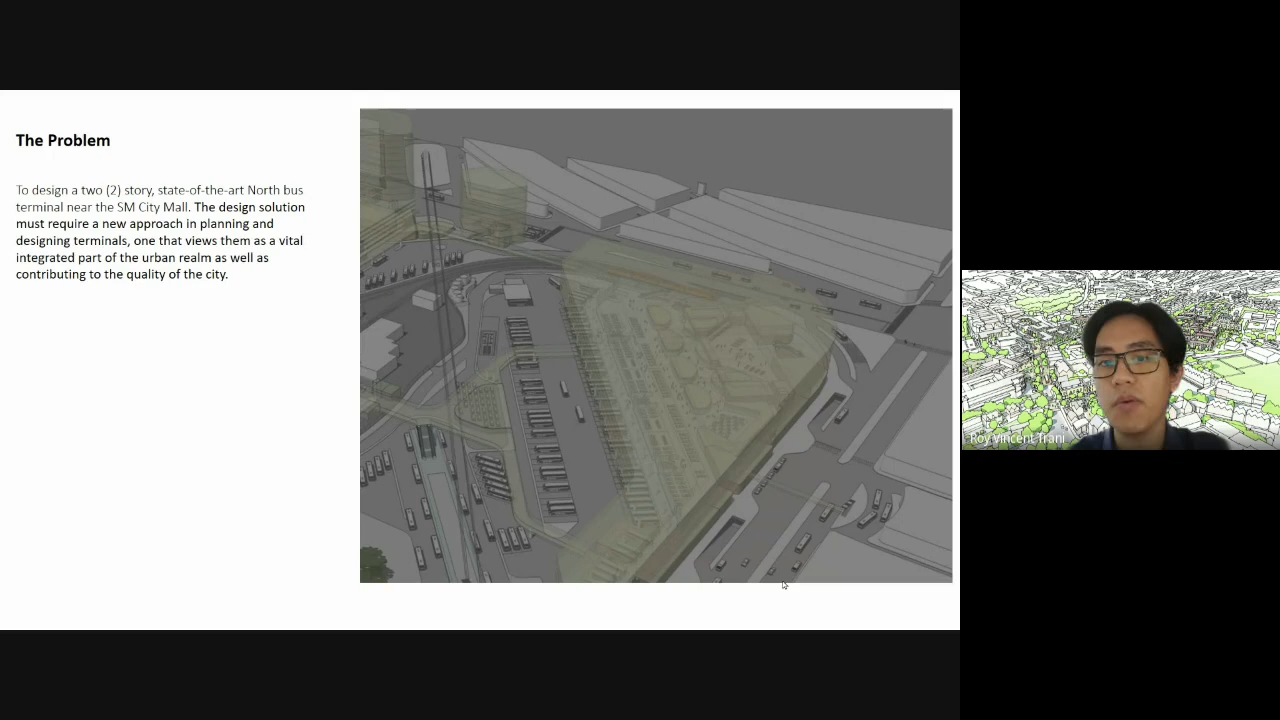 The Problem
To design a two (2) story, state-of-the-art North bus
terminal near the SM City Mall. The design solution
must require a new approach in planning and
designing terminals, one that views them as a vital
integrated part of the urban realm as well as
contributing to the quality of the city.
Roy Vincent Trani